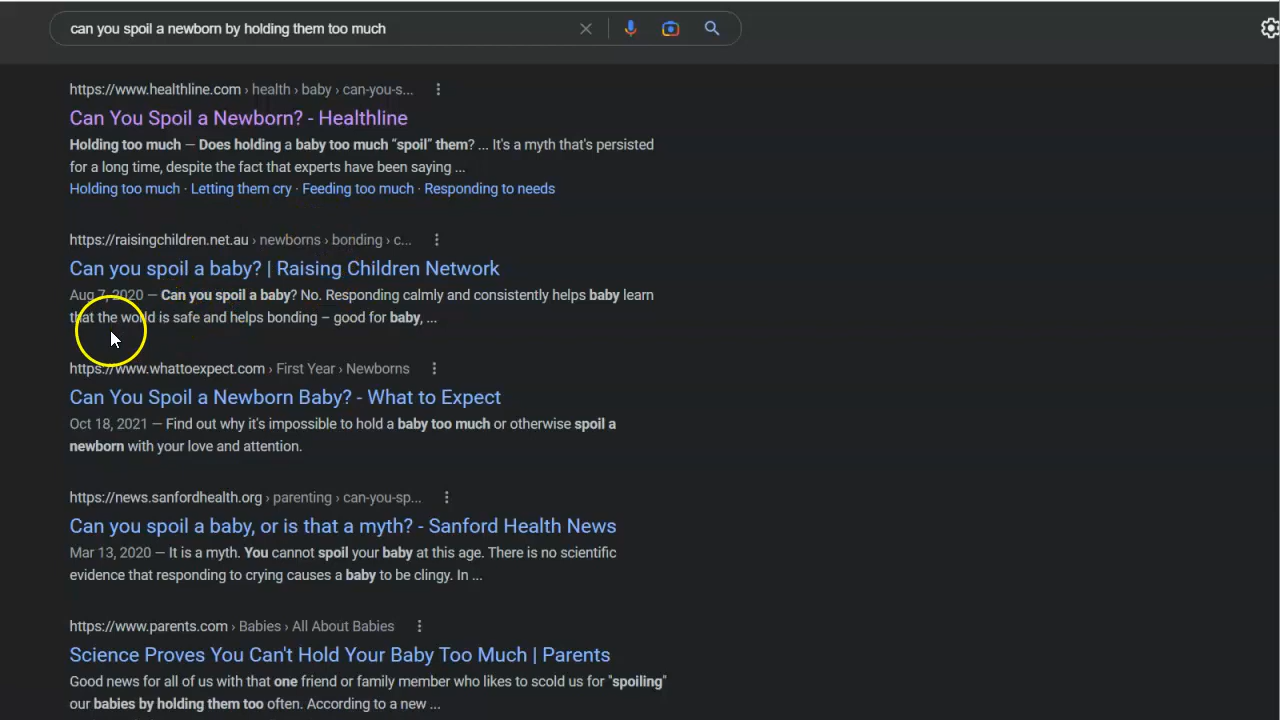 can you spoil a newborn by holding them too much
https://www.healthline.com › health › baby › can-you-s...
Can You Spoil a Newborn? - Healthline
Holding too much — Does holding a baby too much "spoil" them? ... It's a myth that's persisted
for a long time, despite the fact that experts have been saying ...
Holding too much · Letting them cry · Feeding too much · Responding to needs
https://raisingchildren.net.au › newborns › bonding › c...
Can you spoil a baby? | Raising Children Network
Aug 7, 2020 — Can you spoil a baby? No. Responding calmly and consistently helps baby learn
that the world is safe and helps bonding – good for baby, ...
https://www.whattoexpect.com › First Year › Newborns
Can You Spoil a Newborn Baby? - What to Expect
Oct 18, 2021 — Find out why it's impossible to hold a baby too much or otherwise spoil a
newborn with your love and attention.
https://news.sanfordhealth.org › parenting › can-you-sp...
Can you spoil a baby, or is that a myth? - Sanford Health News
Mar 13, 2020 — It is a myth. You cannot spoil your baby at this age. There is no scientific
evidence that responding to crying causes a baby to be clingy. In ...
https://www.parents.com › Babies › All About Babies
Science Proves You Can't Hold Your Baby Too Much | Parents
Good news for all of us with that one friend or family member who likes to scold us for "spoiling"
our babies by holding them too often. According to a new ...